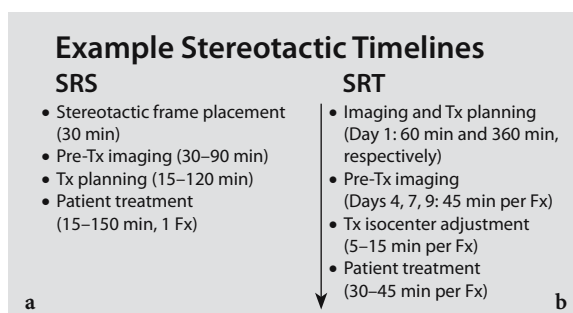 Example Stereotactic Timelines
SRS
• Stereotactic frame placement
(30 min)
• Pre-Tx imaging (30–90 min)
• Tx planning (15–120 min)
• Patient treatment
(15–150 min, 1 Fx)
a
SRT
• Imaging and Tx planning
(Day 1: 60 min and 360 min,
respectively)
• Pre-Tx imaging
(Days 4, 7, 9: 45 min per Fx)
• Tx isocenter adjustment
(5–15 min per Fx)
• Patient treatment
(30–45 min per Fx)
b